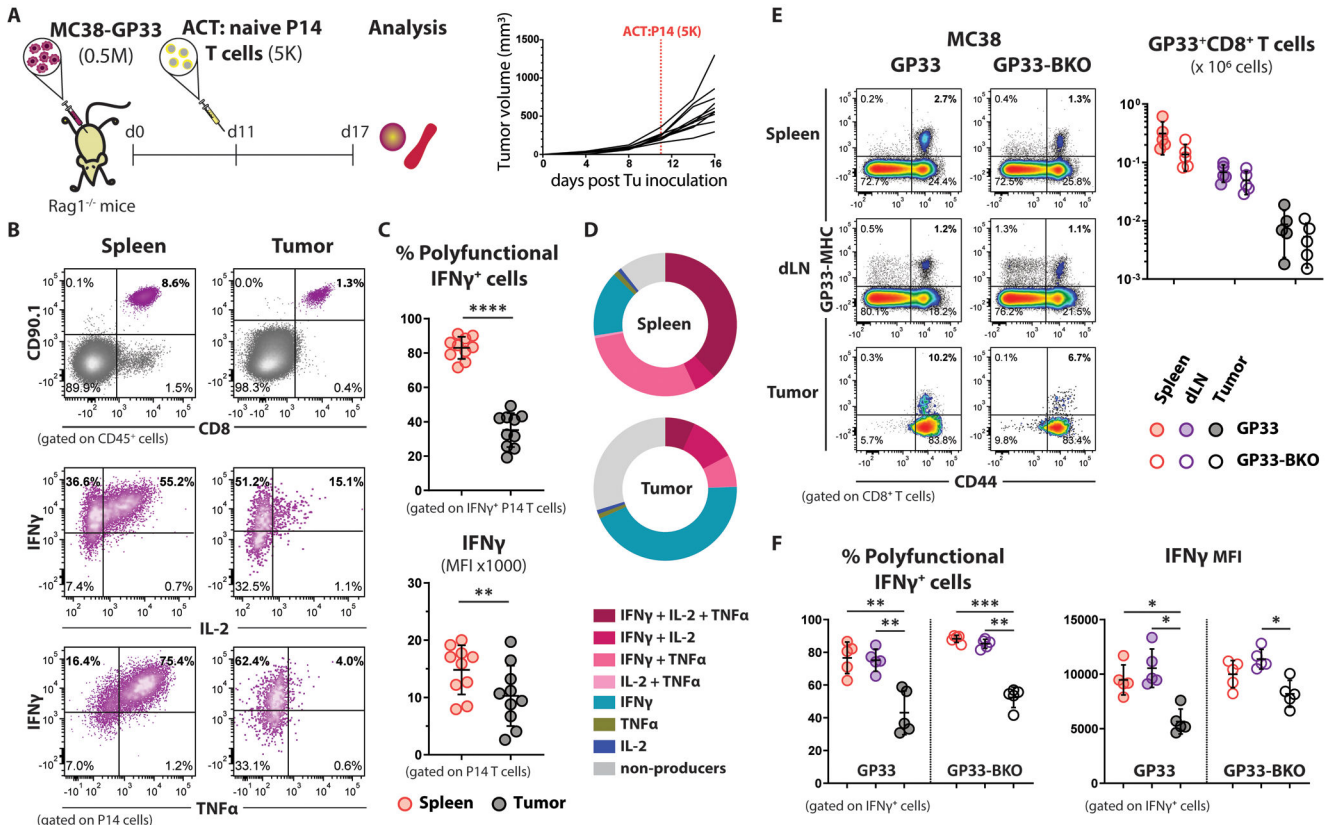 A
MC38-GP33
(0.5M)
ACT: naive P14
T cells (5K)
Analysis
d0
d11
d17
Rag1⁻/⁻ mice
ACT:P14 (5K)
Tumor volume (mm³)
1500
1000
500
0
0 4 8 12 16
days post Tu inoculation
B
Spleen
Tumor
CD90.1
0.1%
8.6%
89.9%
1.5%
0.0%
1.3%
98.3%
0.4%
(gated on CD45⁺ cells)
CD8
IFNγ
36.6%
55.2%
7.4%
0.7%
51.2%
15.1%
32.5%
1.1%
IL-2
IFNγ
16.4%
75.4%
7.0%
1.2%
62.4%
4.0%
33.1%
0.6%
TNFα
(gated on P14 cells)
C
% Polyfunctional
IFNγ⁺ cells
****
100
80
60
40
20
0
(gated on IFNγ⁺ P14 T cells)
IFNγ
(MFI x1000)
**
30
20
10
0
(gated on P14 T cells)
Spleen
Tumor
D
Spleen
Tumor
IFNγ + IL-2 + TNFα
IFNγ + IL-2
IFNγ + TNFα
IL-2 + TNFα
IFNγ
TNFα
IL-2
non-producers
E
MC38
GP33
GP33-BKO
Spleen
0.2%
2.7%
72.7%
24.4%
0.4%
1.3%
72.5%
25.8%
dLN
GP33-MHC
0.5%
1.2%
80.1%
18.2%
1.3%
1.1%
76.2%
21.5%
Tumor
0.3%
10.2%
5.7%
83.8%
0.1%
6.7%
9.8%
83.4%
CD44
(gated on CD8⁺ T cells)
GP33⁺CD8⁺ T cells
(x 10⁶ cells)
10⁰
10⁻¹
10⁻²
10⁻³
Spleen
dLN
Tumor
GP33
GP33-BKO
F
% Polyfunctional
IFNγ⁺ cells
**
**
***
**
100
80
60
40
20
0
GP33
GP33-BKO
(gated on IFNγ⁺ cells)
IFNγ MFI
*
*
*
15000
10000
5000
0
GP33
GP33-BKO
(gated on IFNγ⁺ cells)